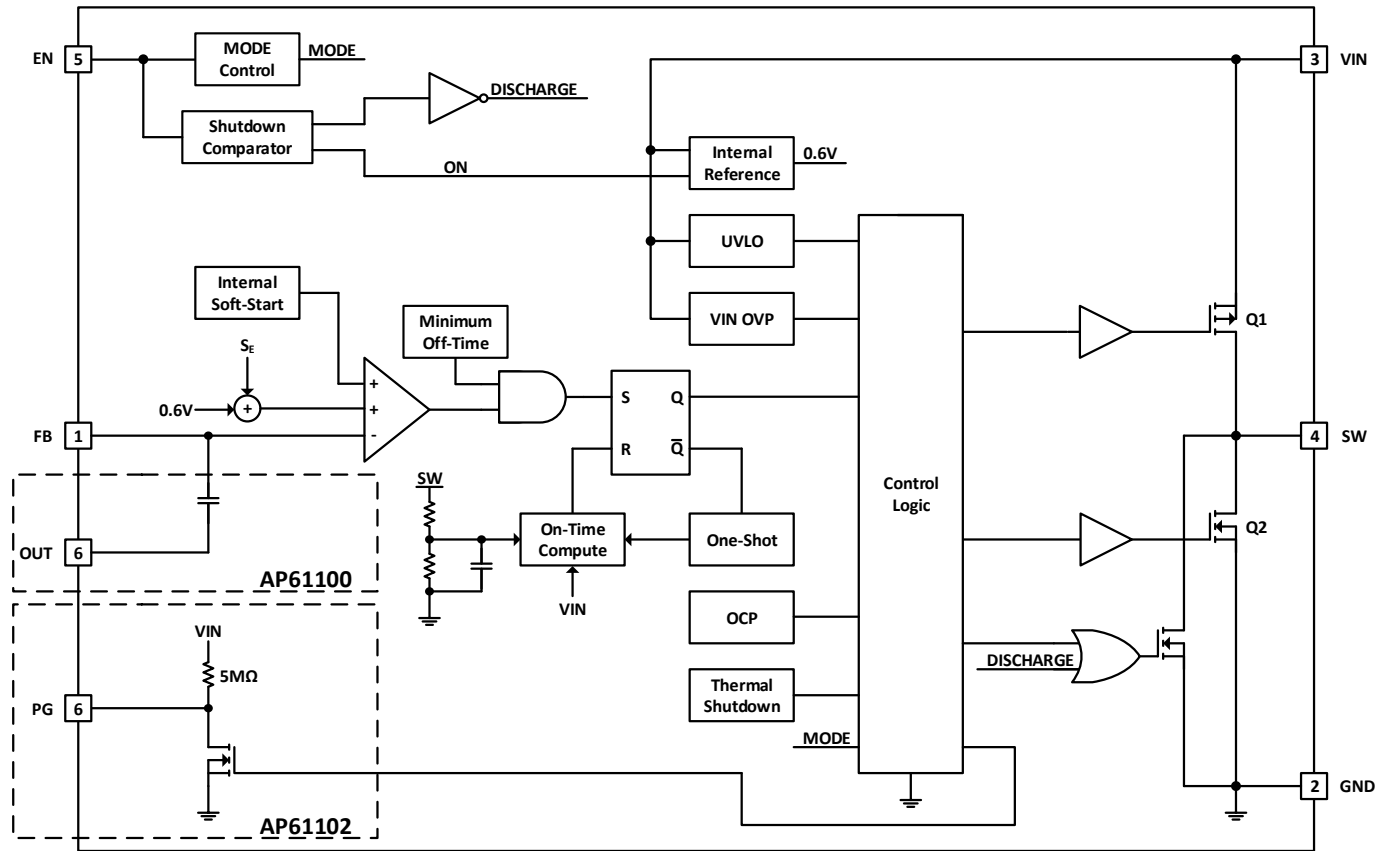 EN
5
MODE
Control
MODE
3
VIN
DISCHARGE
Shutdown
Comparator
ON
Internal
Reference
0.6V
UVLO
Internal
Soft-Start
VIN OVP
Minimum
Off-Time
Q1
SE
+
0.6V
+
+
-
S
Q
R
Q̅
FB
1
4
SW
SW
Control
Logic
On-Time
Compute
One-Shot
VIN
Q2
OUT
6
AP61100
OCP
VIN
5MΩ
DISCHARGE
Thermal
Shutdown
PG
6
MODE
2
GND
AP61102